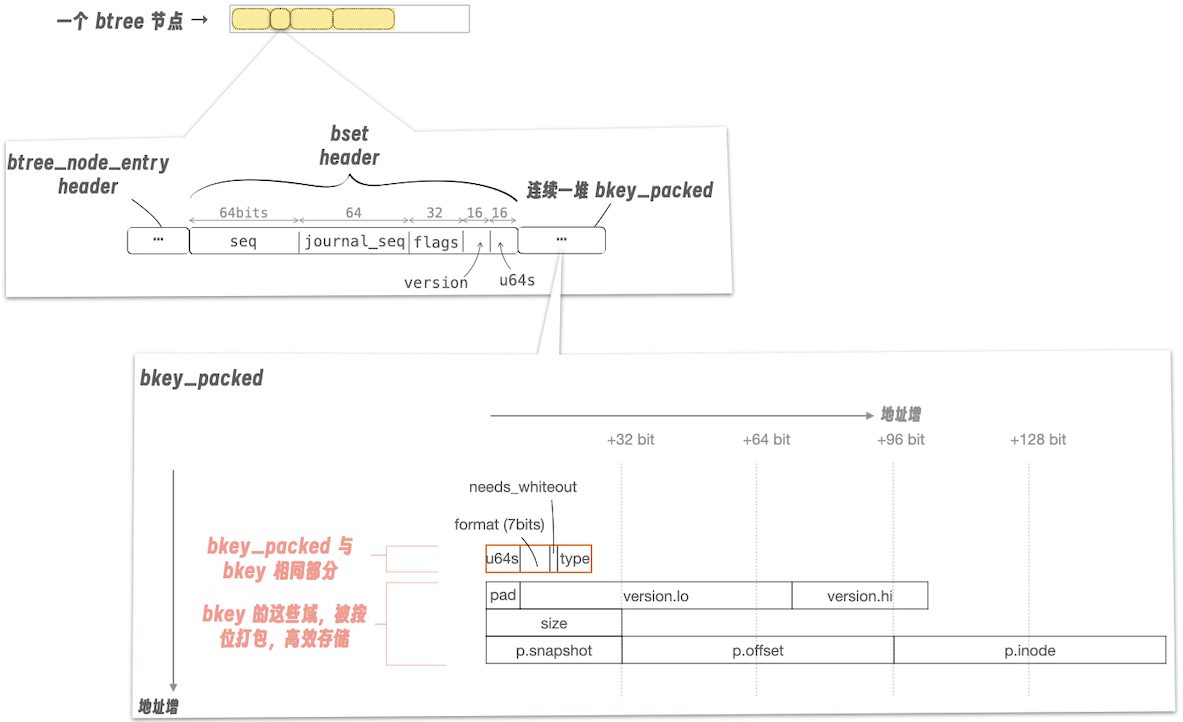 一个 btree 节点 →
bset
header
btree_node_entry
header
连续一堆 bkey_packed
64bits 64 32 16 16
... seq journal_seq flags ...
version u64s
bkey_packed
地址增
+32 bit +64 bit +96 bit +128 bit
needs_whiteout
format (7bits)
bkey_packed 与
bkey 相同部分
u64s type
bkey 的这些域，被按
位打包，高效存储
pad version.lo version.hi
size
p.snapshot p.offset p.inode
地址增